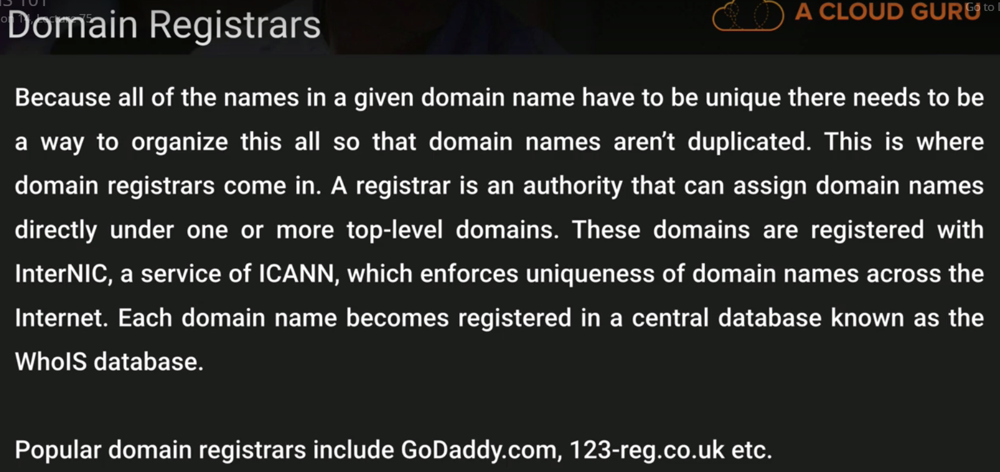 Domain Registrars
on 14, Lecture 75
A CLOUD GURU
Go to
Because all of the names in a given domain name have to be unique there needs to be
a way to organize this all so that domain names aren’t duplicated. This is where
domain registrars come in. A registrar is an authority that can assign domain names
directly under one or more top-level domains. These domains are registered with
InterNIC, a service of ICANN, which enforces uniqueness of domain names across the
Internet. Each domain name becomes registered in a central database known as the
WhoIS database.
Popular domain registrars include GoDaddy.com, 123-reg.co.uk etc.